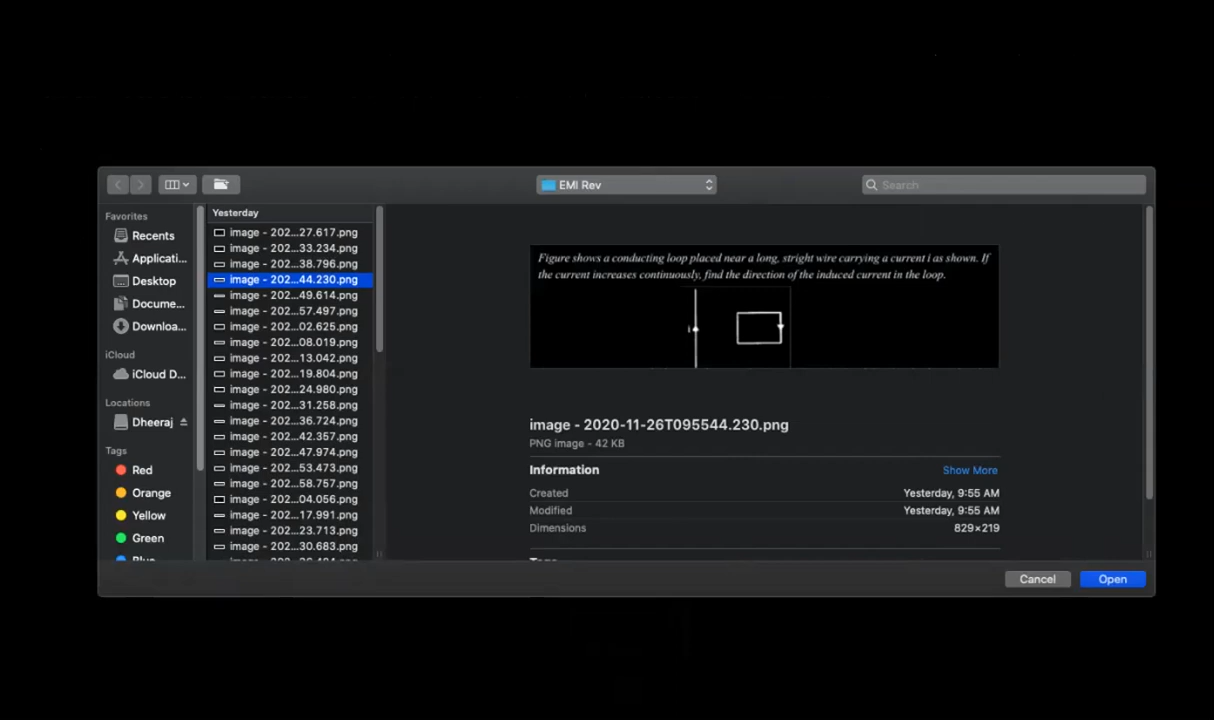 EMI Rev
Search
Favorites
Recents
Applicati...
Desktop
Docume...
Downloa...
iCloud
iCloud D...
Locations
Dheeraj
Tags
Red
Orange
Yellow
Green
Blue
Yesterday
image - 202...27.617.png
image - 202...33.234.png
image - 202...38.796.png
image - 202...44.230.png
image - 202...49.614.png
image - 202...57.497.png
image - 202...02.625.png
image - 202...08.019.png
image - 202...13.042.png
image - 202...19.804.png
image - 202...24.980.png
image - 202...31.258.png
image - 202...36.724.png
image - 202...42.357.png
image - 202...47.974.png
image - 202...53.473.png
image - 202...58.757.png
image - 202...04.056.png
image - 202...17.991.png
image - 202...23.713.png
image - 202...30.683.png
Figure shows a conducting loop placed near a long, stright wire carrying a current i as shown. If
the current increases continuously, find the direction of the induced current in the loop.
i
image - 2020-11-26T095544.230.png
PNG image - 42 KB
Information
Show More
Created
Yesterday, 9:55 AM
Modified
Yesterday, 9:55 AM
Dimensions
829×219
Tags
Cancel
Open